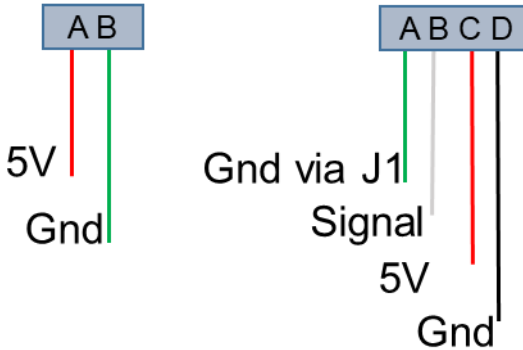 A B
5V
Gnd
A B C D
Gnd via J1
Signal
5V
Gnd